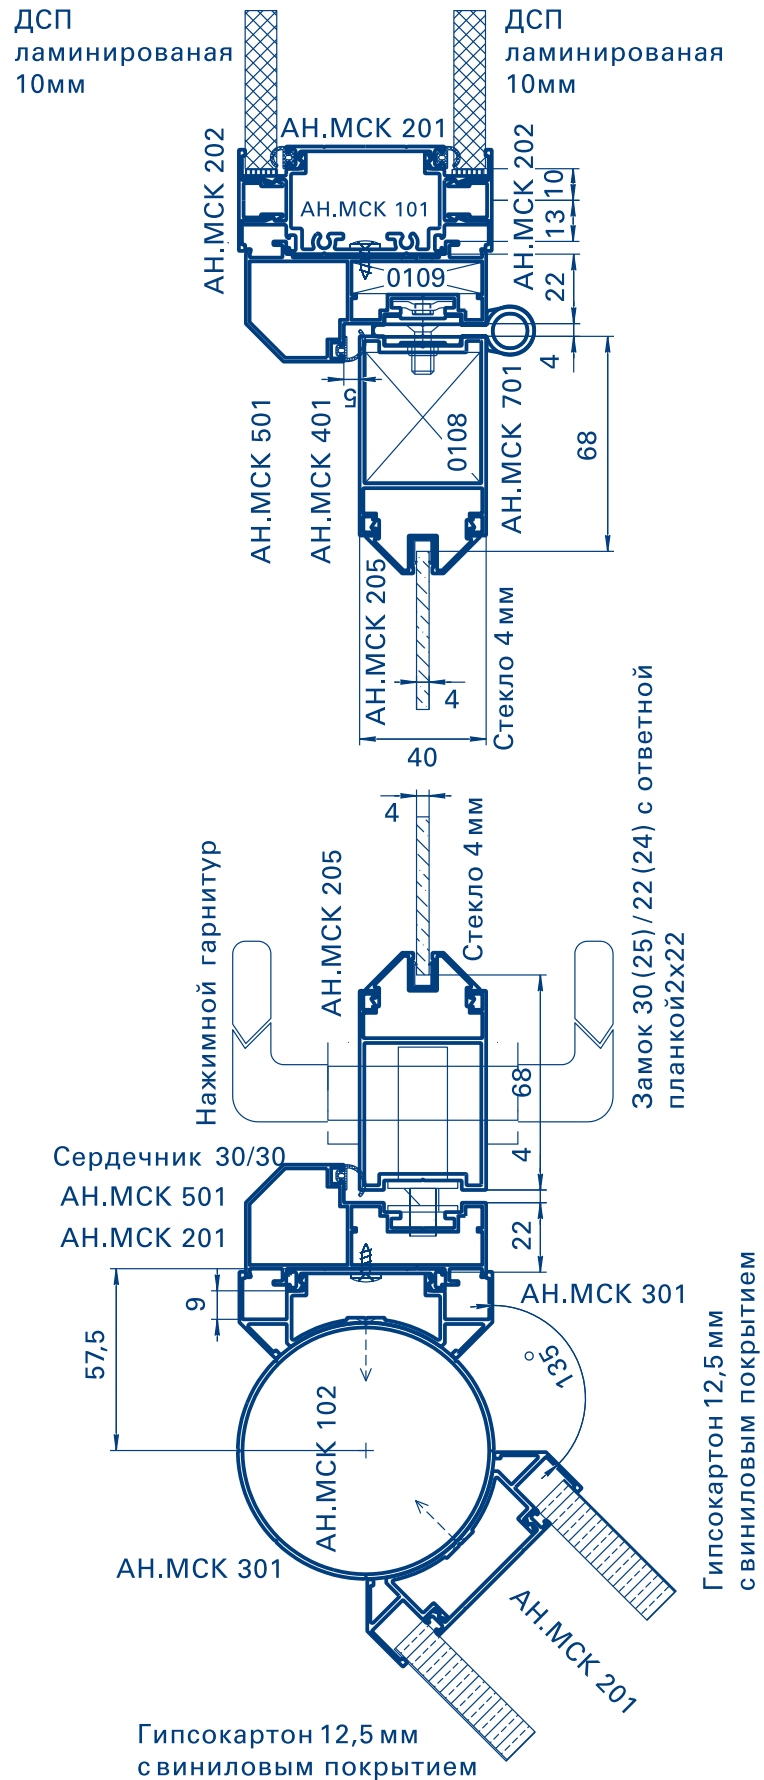 ДСП
ламинированая
10мм
ДСП
ламинированая
10мм
АН.МСК 201
АН.МСК 202
АН.МСК 202
АН.МСК 101
10
13
0109
22
4
5
АН.МСК 501
АН.МСК 401
0108
АН.МСК 701
68
АН.МСК 205
4
Стекло 4 мм
40
4
Стекло 4 мм
АН.МСК 205
Нажимной гарнитур
Замок 30 (25) / 22 (24) с ответной
планкой2х22
68
4
Сердечник 30/30
АН.МСК 501
АН.МСК 201
22
9
57,5
АН.МСК 301
135°
АН.МСК 102
Гипсокартон 12,5 мм
с виниловым покрытием
АН.МСК 301
АН.МСК 201
Гипсокартон 12,5 мм
с виниловым покрытием